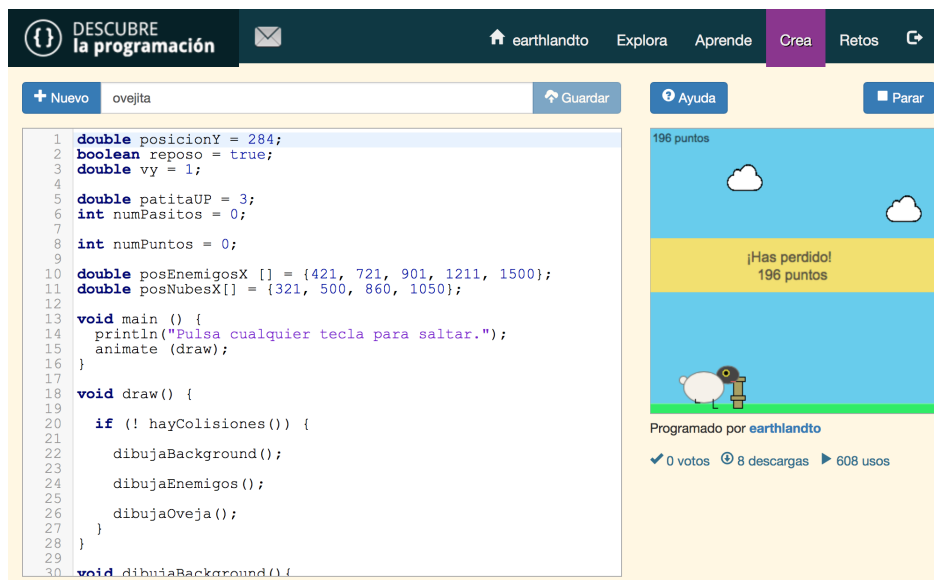 {} DESCUBRE
la programación
earthlandto Explora Aprende Crea Retos
Nuevo ovejita Guardar Ayuda Parar
1 double posicionY = 284;
2 boolean reposo = true;
3 double vy = 1;
4
5 double patitaUP = 3;
6 int numPasitos = 0;
7
8 int numPuntos = 0;
9
10 double posEnemigosX [] = {421, 721, 901, 1211, 1500};
11 double posNubesX[] = {321, 500, 860, 1050};
12
13 void main () {
14 println("Pulsa cualquier tecla para saltar.");
15 animate (draw);
16 }
17
18 void draw() {
19
20 if (! hayColisiones()) {
21
22 dibujaBackground();
23
24 dibujaEnemigos();
25
26 dibujaOveja();
27 }
28 }
29
30 void dibujaBackground(){
196 puntos
¡Has perdido!
196 puntos
Programado por earthlandto
0 votos 8 descargas 608 usos